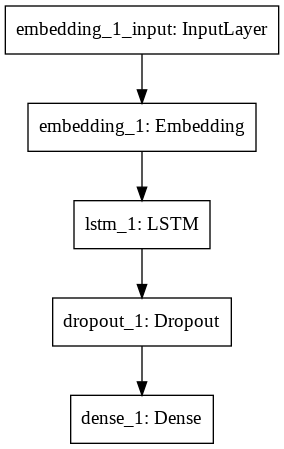 embedding_1_input: InputLayer
embedding_1: Embedding
lstm_1: LSTM
dropout_1: Dropout
dense_1: Dense